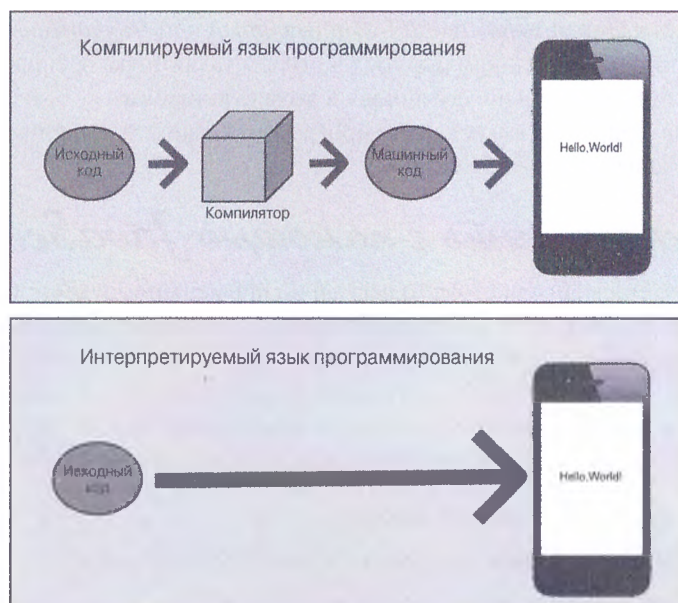 Компилируемый язык программирования
Исходный
код
Компилятор
Машинный
код
Hello,World!
Интерпретируемый язык программирования
Исходный
код
Hello,World!